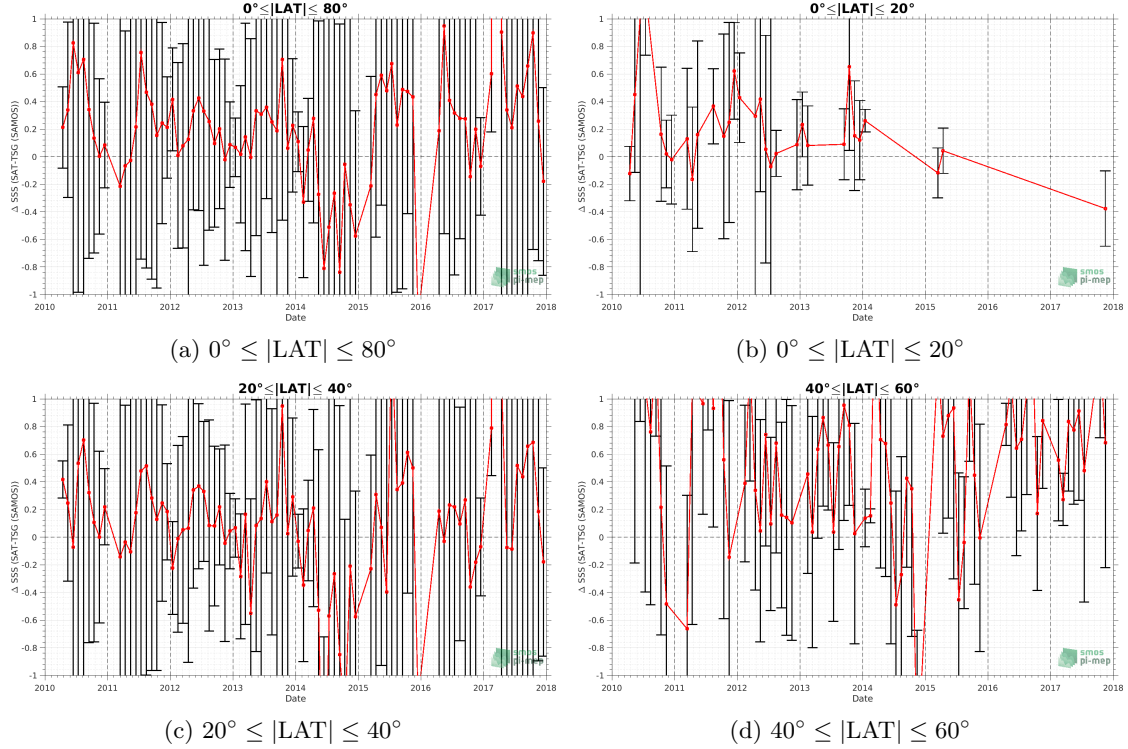 0°≤|LAT|≤ 80°
Δ SSS (SAT-TSG (SAMOS))
1
0.8
0.6
0.4
0.2
0
-0.2
-0.4
-0.6
-0.8
-1
2010 2011 2012 2013 2014 2015 2016 2017 2018
Date
smos
pi-mep
(a) 0° ≤ |LAT| ≤ 80°
0°≤|LAT|≤ 20°
Δ SSS (SAT-TSG (SAMOS))
1
0.8
0.6
0.4
0.2
0
-0.2
-0.4
-0.6
-0.8
-1
2010 2011 2012 2013 2014 2015 2016 2017 2018
Date
smos
pi-mep
(b) 0° ≤ |LAT| ≤ 20°
20°≤|LAT|≤ 40°
Δ SSS (SAT-TSG (SAMOS))
1
0.8
0.6
0.4
0.2
0
-0.2
-0.4
-0.6
-0.8
-1
2010 2011 2012 2013 2014 2015 2016 2017 2018
Date
smos
pi-mep
(c) 20° ≤ |LAT| ≤ 40°
40°≤|LAT|≤ 60°
Δ SSS (SAT-TSG (SAMOS))
1
0.8
0.6
0.4
0.2
0
-0.2
-0.4
-0.6
-0.8
-1
2010 2011 2012 2013 2014 2015 2016 2017 2018
Date
smos
pi-mep
(d) 40° ≤ |LAT| ≤ 60°